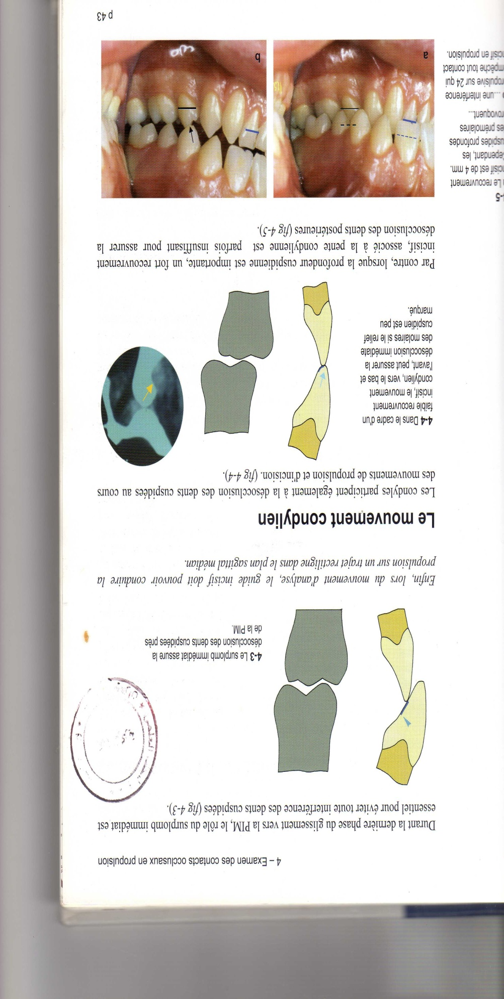 4 – Examen des contacts occlusaux en propulsion
Durant la dernière phase du glissement vers la PIM, le rôle du surplomb immédiat est
essentiel pour éviter toute interférence des dents cuspidées (fig 4-3).
4-3 Le surplomb immédiat assure la
désocclusion des dents cuspidées près
de la PIM.
Enfin, lors du mouvement d'analyse, le guide incisif doit pouvoir conduire la
propulsion sur un trajet rectiligne dans le plan sagittal médian.
Le mouvement condylien
Les condyles participent également à la désocclusion des dents cuspidées au cours
des mouvements de propulsion et d'incision. (fig 4-4).
4-4 Dans le cadre d'un
faible recouvrement
incisif, le mouvement
condylien, vers le bas et
l'avant, peut assurer la
désocclusion immédiate
des molaires si le relief
cuspidien est peu
marqué.
Par contre, lorsque la profondeur cuspidienne est importante, un fort recouvrement
incisif, associé à la pente condylienne est parfois insuffisant pour assurer la
désocclusion des dents postérieures (fig 4-5).
-5
Le recouvrement
cisif est de 4 mm.
ependant, les
uspides profondes
es prémolaires
rovoquent...
...une interférence
ropulsive sur 24 qui
mpêche tout contact
cisif en propulsion.
a
b
p 43